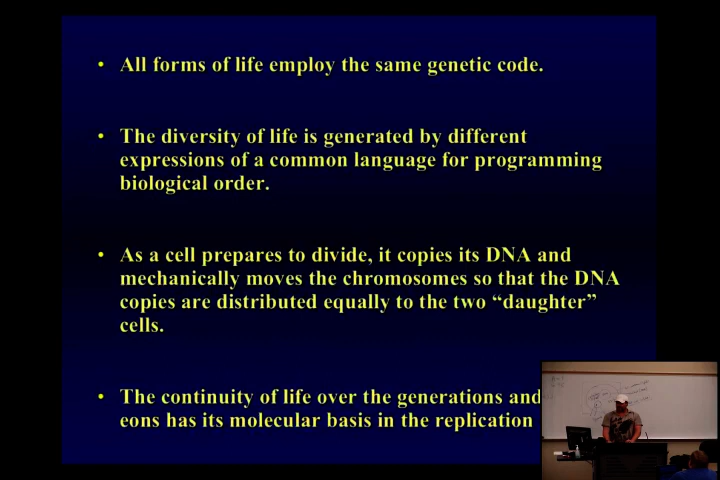 • All forms of life employ the same genetic code.
• The diversity of life is generated by different
expressions of a common language for programming
biological order.
• As a cell prepares to divide, it copies its DNA and
mechanically moves the chromosomes so that the DNA
copies are distributed equally to the two “daughter”
cells.
• The continuity of life over the generations and
eons has its molecular basis in the replication